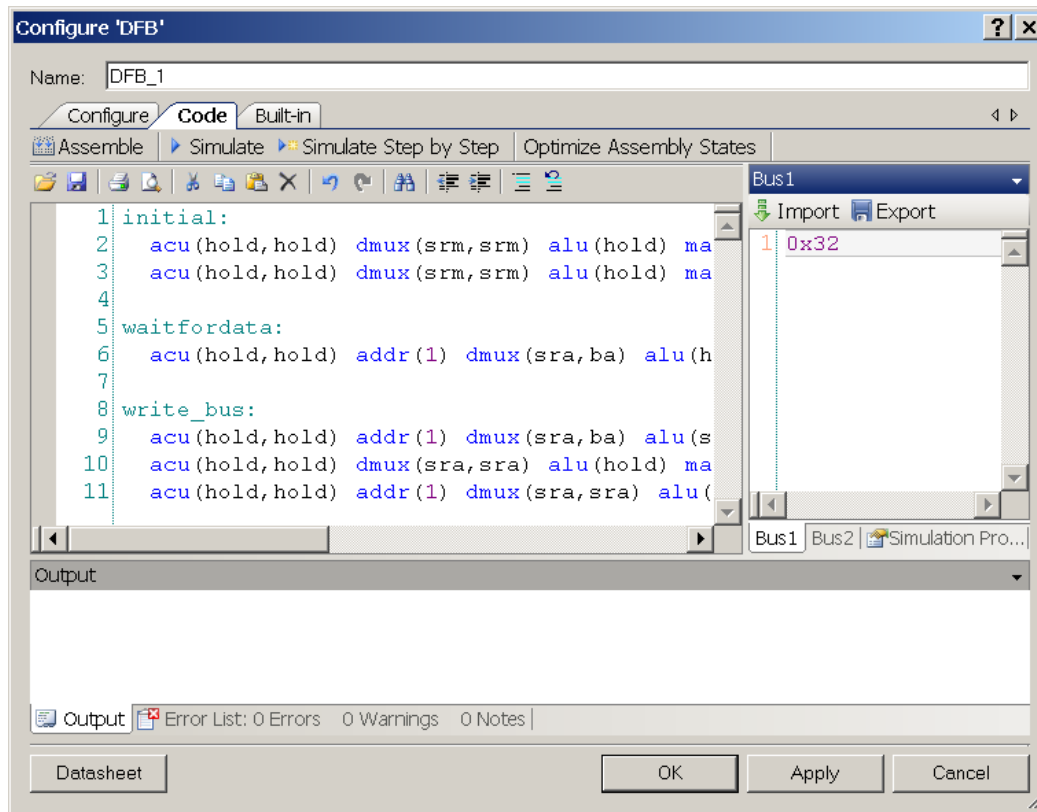 Configure 'DFB'
Name: DFB_1
Configure Code Built-in
Assemble Simulate Simulate Step by Step Optimize Assembly States
Bus1
Import Export
1 0x32
1 initial:
2 acu(hold,hold) dmux(srm,srm) alu(hold) ma
3 acu(hold,hold) dmux(srm,srm) alu(hold) ma
4
5 waitfordata:
6 acu(hold,hold) addr(1) dmux(sra,ba) alu(h
7
8 write_bus:
9 acu(hold,hold) addr(1) dmux(sra,ba) alu(s
10 acu(hold,hold) dmux(sra,sra) alu(hold) ma
11 acu(hold,hold) addr(1) dmux(sra,sra) alu(
Bus1 Bus2 Simulation Pro...
Output
Output Error List: 0 Errors 0 Warnings 0 Notes
Datasheet OK Apply Cancel